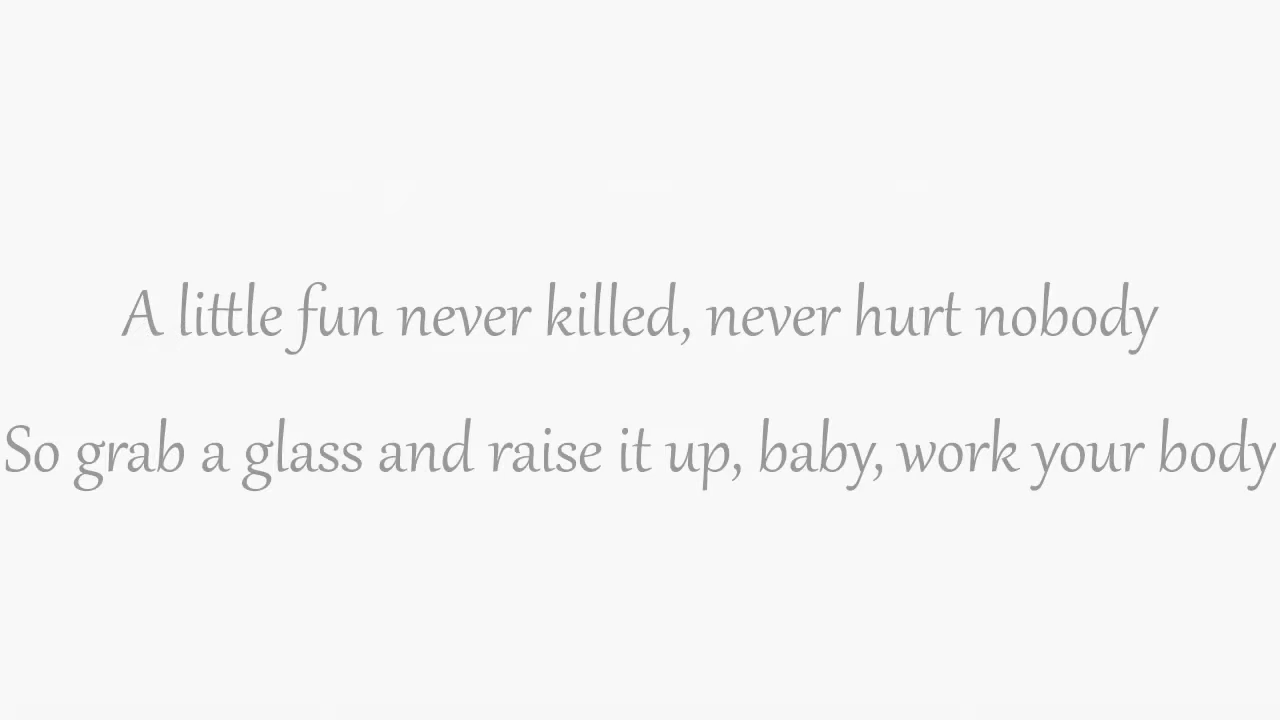 A little fun never killed, never hurt nobody
So grab a glass and raise it up, baby, work your body